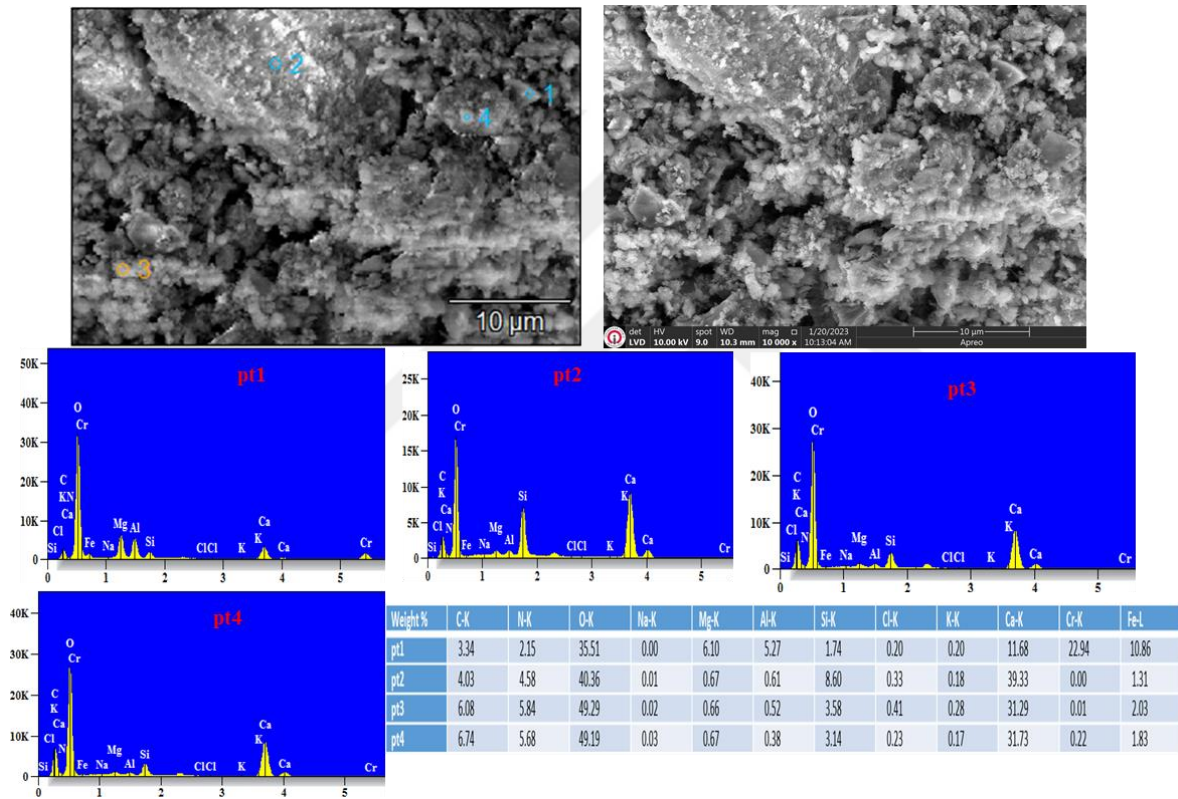 2
1
4
3
10 µm
det HV spot WD mag □ 1/20/2023 10 µm
LVD 10.00 kV 9.0 10.3 mm 10 000 x 10:13:04 AM Apreo
pt1
50K
40K
30K
20K
10K
0
O
Cr
C
K N
Ca
Cl
Si
Fe
Na
Mg
Al
Si
Cl Cl
K
Ca
K
Ca
Cr
0 1 2 3 4 5
pt2
25K
20K
15K
10K
5K
0
O
Cr
C
K
Ca
Cl
N
Si
Fe
Na
Mg
Al
Si
Cl Cl
K
Ca
K
Ca
Cr
0 1 2 3 4 5
pt3
40K
30K
20K
10K
0
O
Cr
C
K
Ca
Cl
N
Si
Fe
Na
Mg
Al
Si
Cl Cl
K
Ca
K
Ca
Cr
0 1 2 3 4 5
pt4
40K
30K
20K
10K
0
O
Cr
C
K
Ca
Cl
N
Si
Fe
Na
Mg
Al
Si
Cl Cl
K
Ca
K
Ca
Cr
0 1 2 3 4 5
Weight % C-K N-K O-K Na-K Mg-K Al-K Si-K Cl-K K-K Ca-K Cr-K Fe-L
pt1 3.34 2.15 35.51 0.00 6.10 5.27 1.74 0.20 0.20 11.68 22.94 10.86
pt2 4.03 4.58 40.36 0.01 0.67 0.61 8.60 0.33 0.18 39.33 0.00 1.31
pt3 6.08 5.84 49.29 0.02 0.66 0.52 3.58 0.41 0.28 31.29 0.01 2.03
pt4 6.74 5.68 49.19 0.03 0.67 0.38 3.14 0.23 0.17 31.73 0.22 1.83